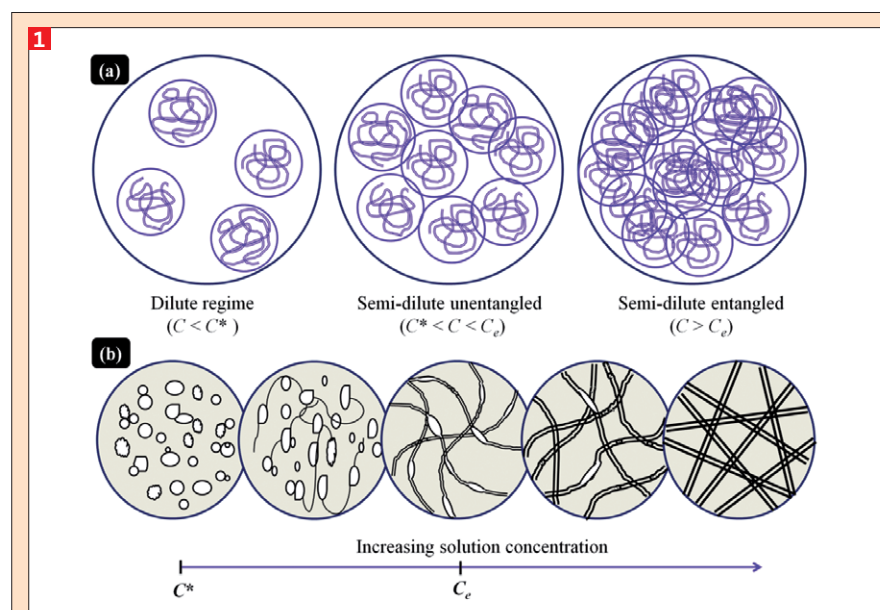 1
(a)
Dilute regime
(C < C* )
Semi-dilute unentangled
(C* < C < Cₑ)
Semi-dilute entangled
(C > Cₑ)
(b)
Increasing solution concentration
C*
Cₑ